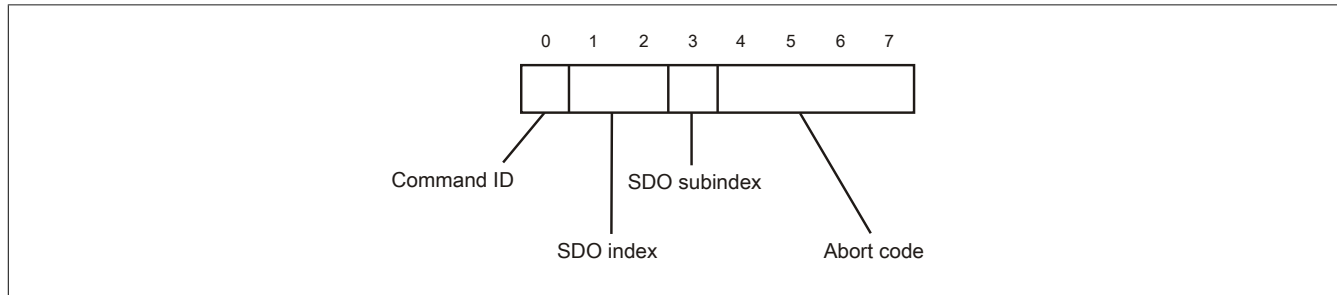 0 1 2 3 4 5 6 7
Command ID
SDO subindex
SDO index
Abort code